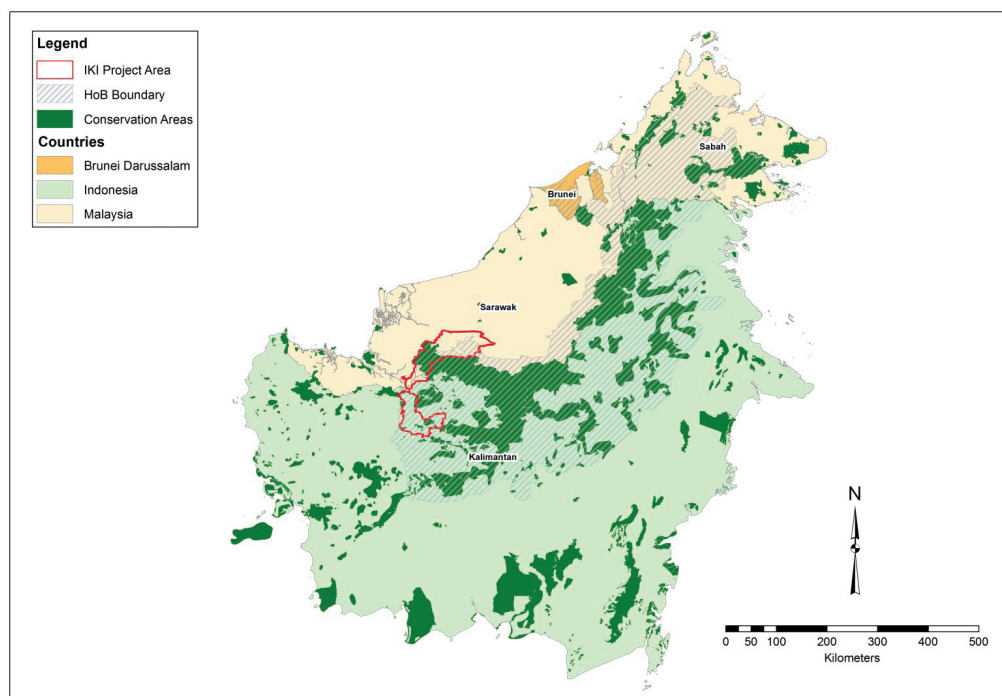 Legend
IKI Project Area
HoB Boundary
Conservation Areas
Countries
Brunei Darussalam
Indonesia
Malaysia
Sabah
Brunei
Sarawak
Kalimantan
N
0 50 100 200 300 400 500
Kilometers